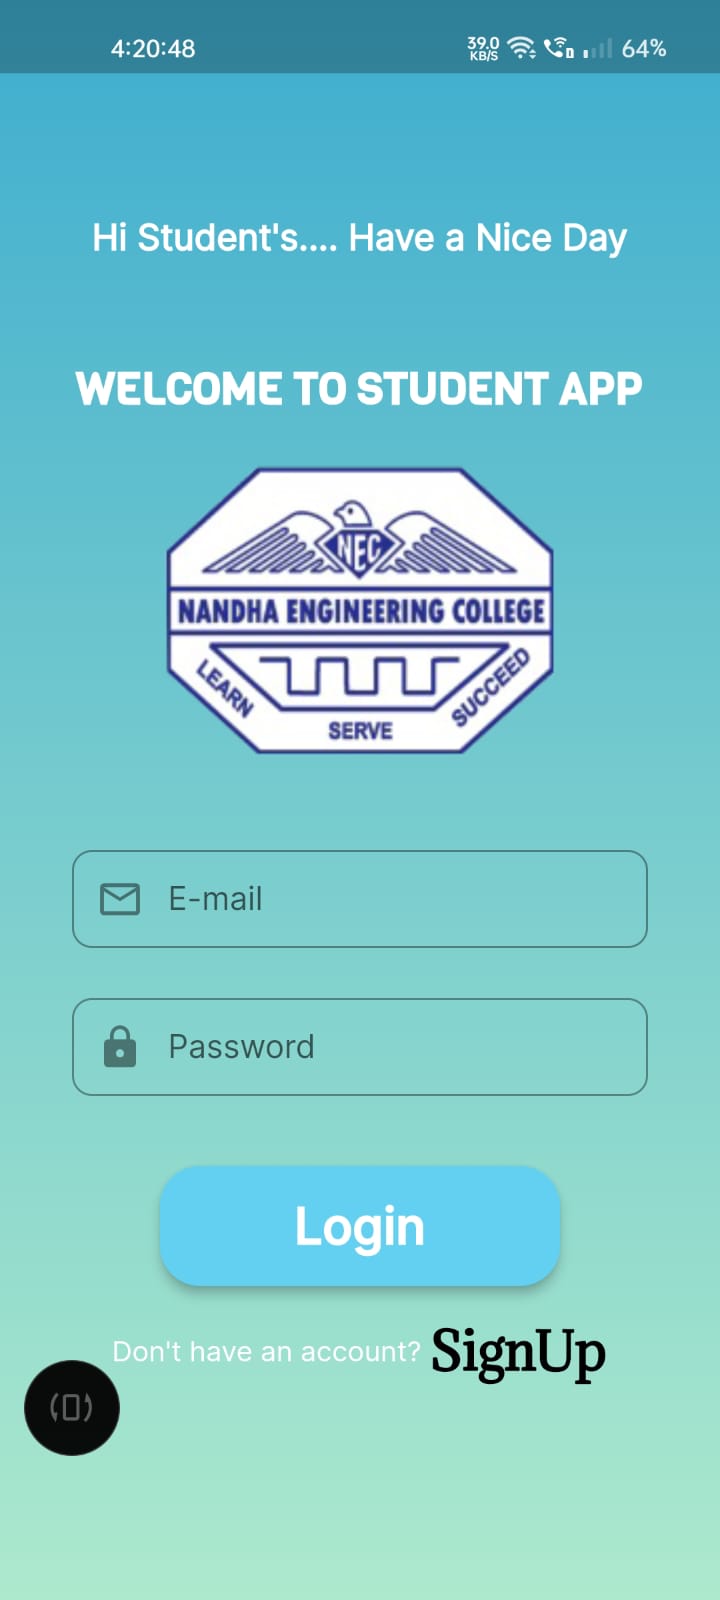 4:20:48 39.0 KB/S 64%
Hi Student's.... Have a Nice Day
WELCOME TO STUDENT APP
NEC
NANDHA ENGINEERING COLLEGE
LEARN SERVE SUCCEED
E-mail
Password
Login
Don't have an account? SignUp